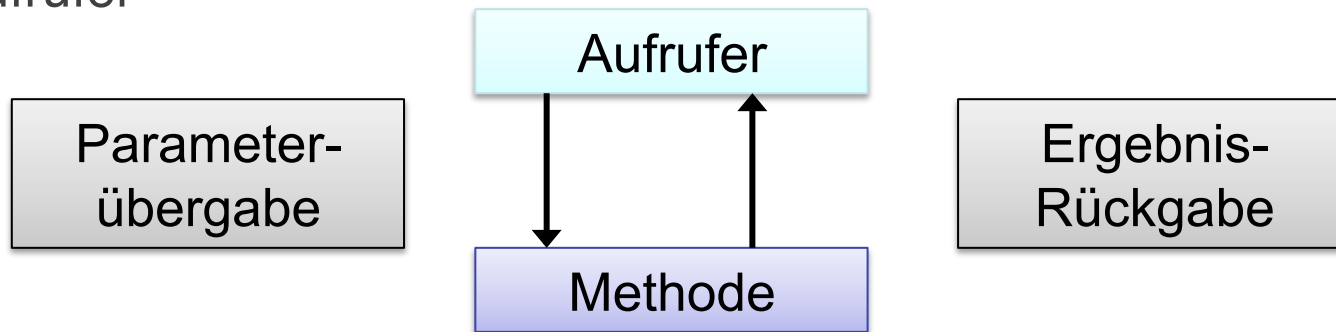 Aufrufer
Parameter-
übergabe
Ergebnis-
Rückgabe
Methode